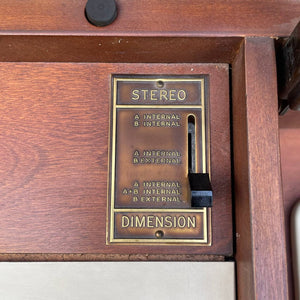 STEREO
A INTERNAL
B INTERNAL
A INTERNAL
B EXTERNAL
A INTERNAL
A+B INTERNAL
B EXTERNAL
DIMENSION